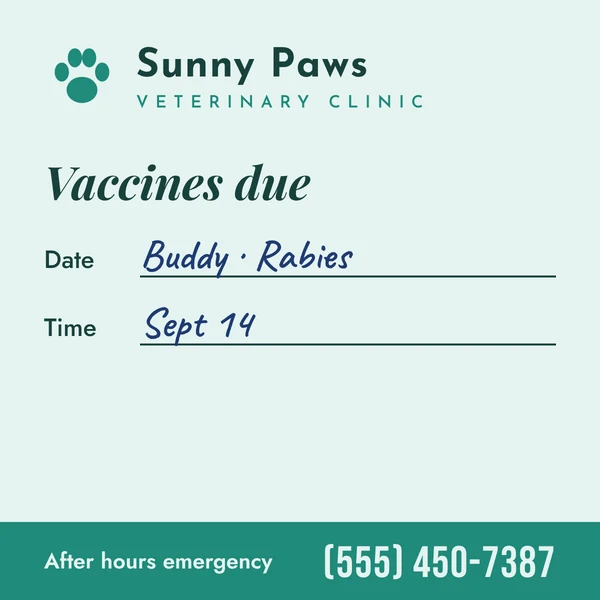 Sunny Paws
VETERINARY CLINIC
Vaccines due
Date Buddy · Rabies
Time Sept 14
After hours emergency (555) 450-7387